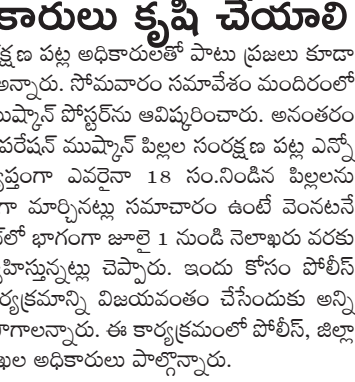 కారులు కృషి చేయాలి
క్షణ పట్ల అధికారులతో పాటు ప్రజలు కూడా
అన్నారు. సోమవారం సమావేశం మందిరంలో
ముష్కాన్ పోస్టర్‌ను ఆవిష్కరించారు. అనంతరం
పరేషన్ ముష్కాన్ పిల్లల సంరక్షణ పట్ల ఎన్నో
వ్యప్తంగా ఎవరైనా 18 సం.నిండిన పిల్లలను
గా మార్చినట్లు సమాచారం ఉంటే వెంనటనే
లో భాగంగా జూలై 1 నుండి నెలాఖరు వరకు
హిస్తున్నట్లు చెప్పారు. ఇందు కోసం పోలీస్
ర్యక్రమాన్ని విజయవంతం చేసేందుకు అన్ని
గాలన్నారు. ఈ కార్యక్రమంలో పోలీస్, జిల్లా
ఖల అధికారులు పాల్గొన్నారు.